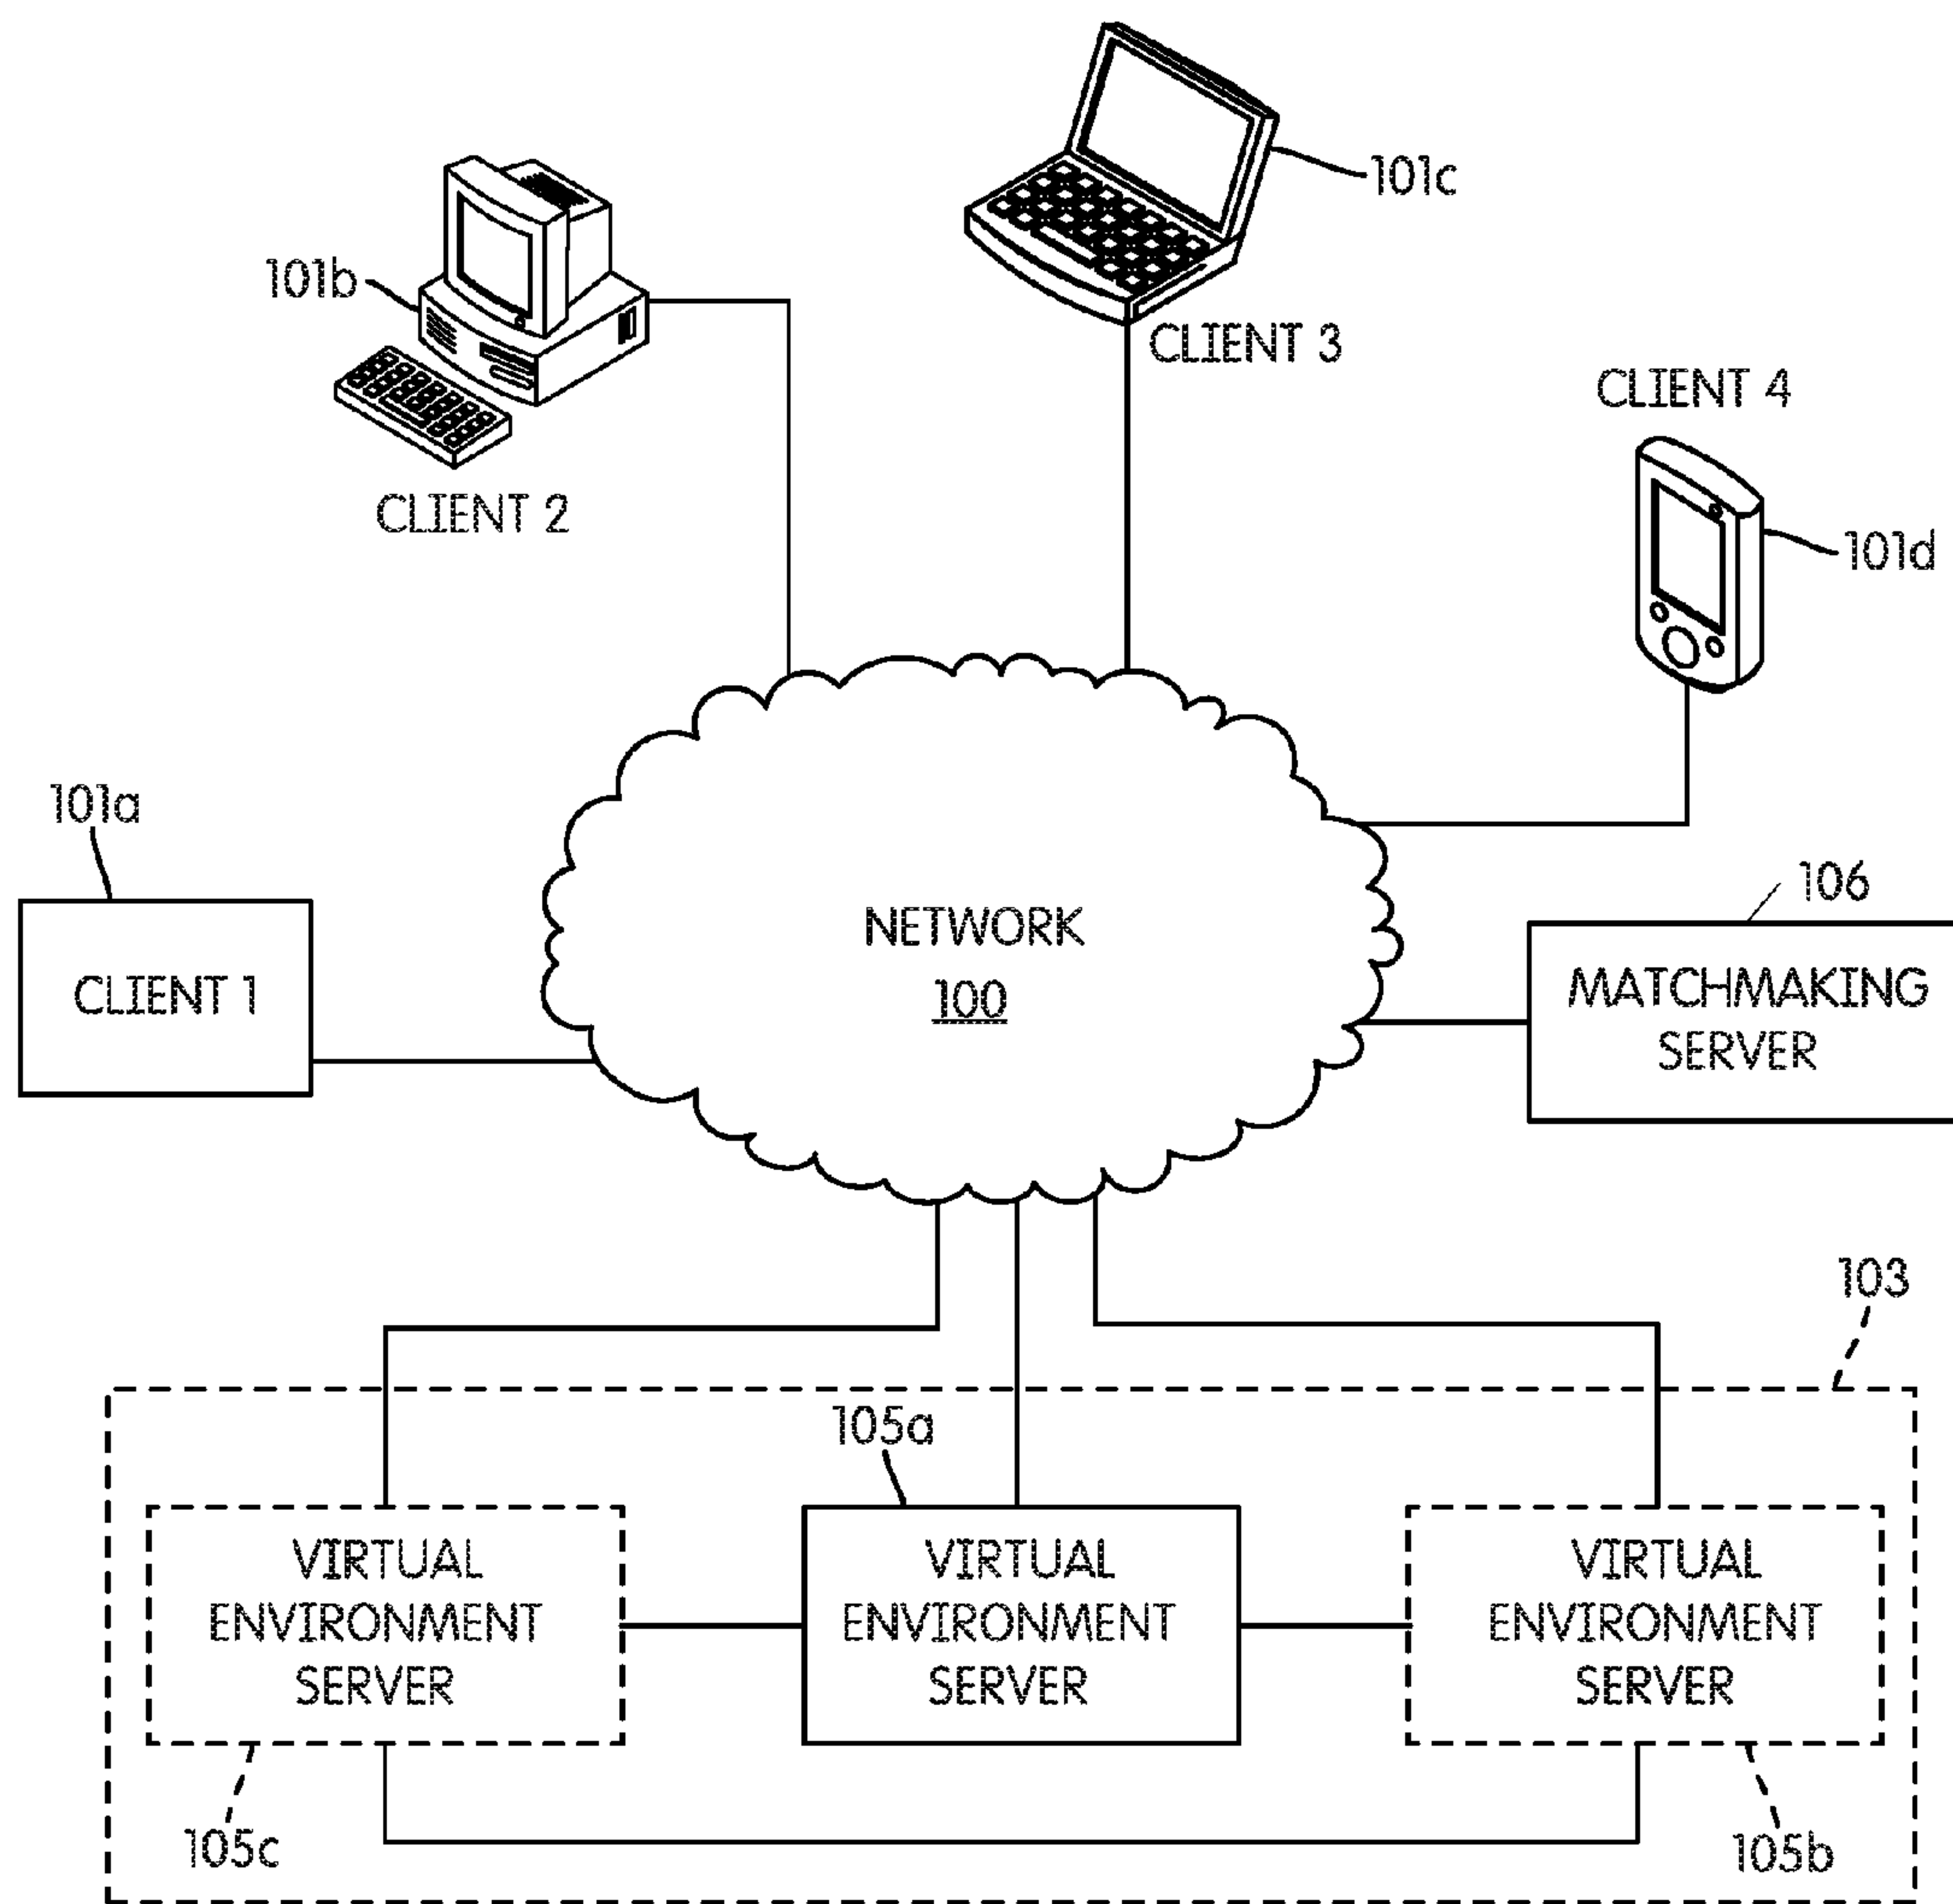 101c
101b
CLIENT 3
CLIENT 4
CLIENT 2
101d
101a
106
NETWORK
100
CLIENT 1
MATCHMAKING
SERVER
103
105a
VIRTUAL
ENVIRONMENT
SERVER
VIRTUAL
ENVIRONMENT
SERVER
VIRTUAL
ENVIRONMENT
SERVER
105c
105b